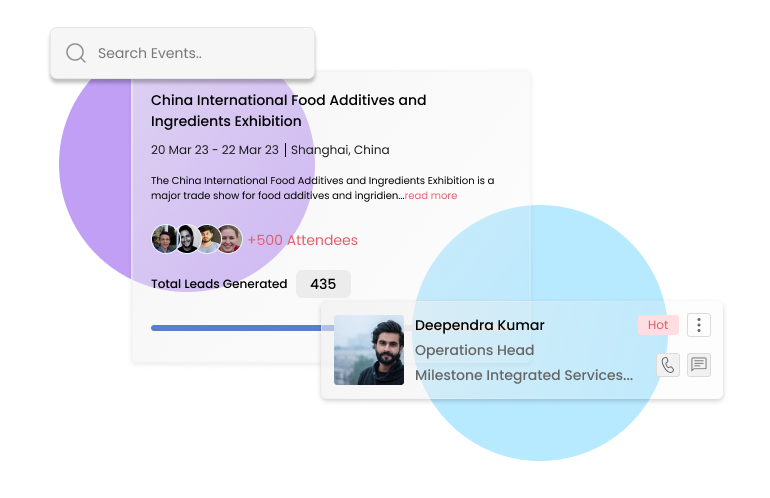 Search Events..
China International Food Additives and
Ingredients Exhibition
20 Mar 23 - 22 Mar 23 | Shanghai, China
The China International Food Additives and Ingredients Exhibition is a
major trade show for food additives and ingridien...read more
+500 Attendees
Total Leads Generated 435
Deependra Kumar Hot
Operations Head
Milestone Integrated Services...